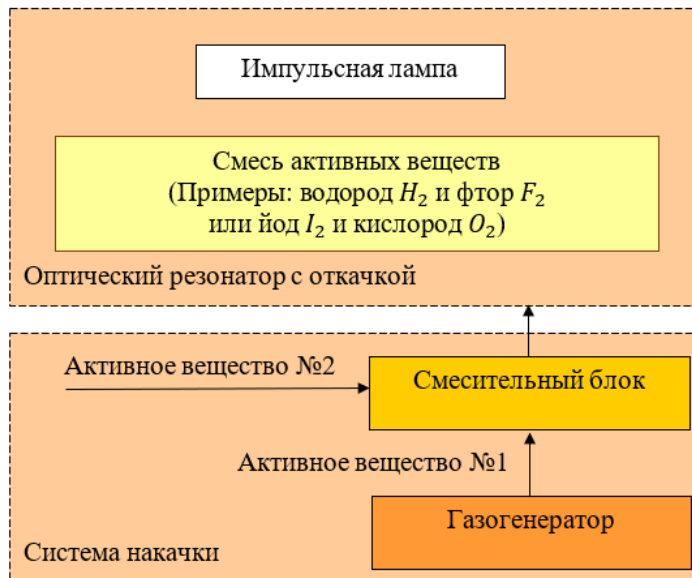 Импульсная лампа
Смесь активных веществ
(Примеры: водород H₂ и фтор F₂
или йод I₂ и кислород O₂)
Оптический резонатор с откачкой
Активное вещество №2
Смесительный блок
Активное вещество №1
Газогенератор
Система накачки